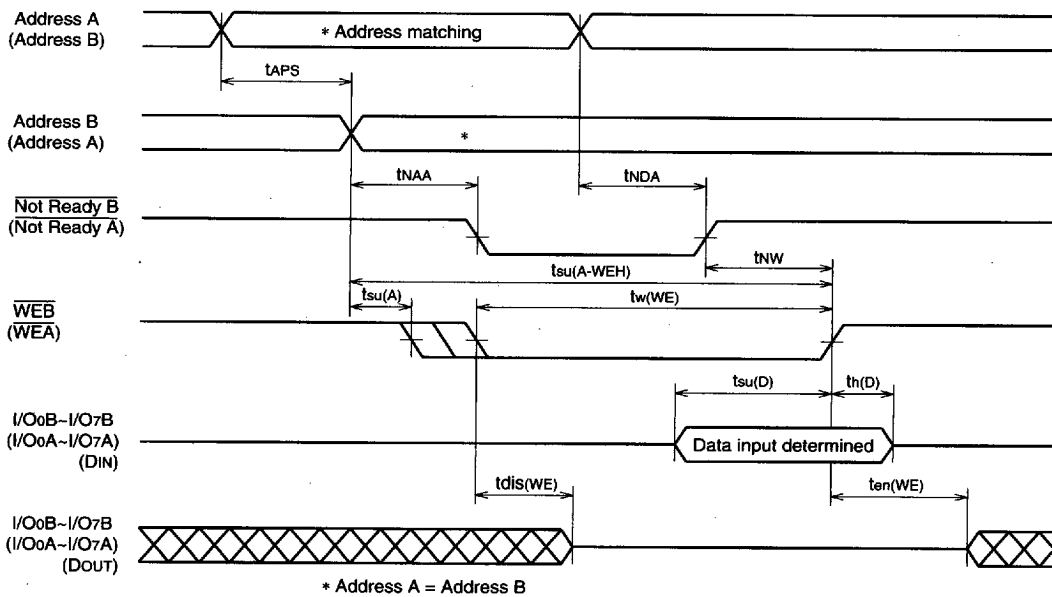 Address A
(Address B)
* Address matching
tAPS
Address B
(Address A)
*
tNAA
tNDA
Not Ready B
(Not Ready A)
tNW
tsu(A-WEH)
tsu(A)
tw(WE)
WEB
(WEA)
tsu(D)
th(D)
I/O0B~I/O7B
(I/O0A~I/O7A)
(DIN)
Data input determined
tdis(WE)
ten(WE)
I/O0B~I/O7B
(I/O0A~I/O7A)
(DOUT)
* Address A = Address B